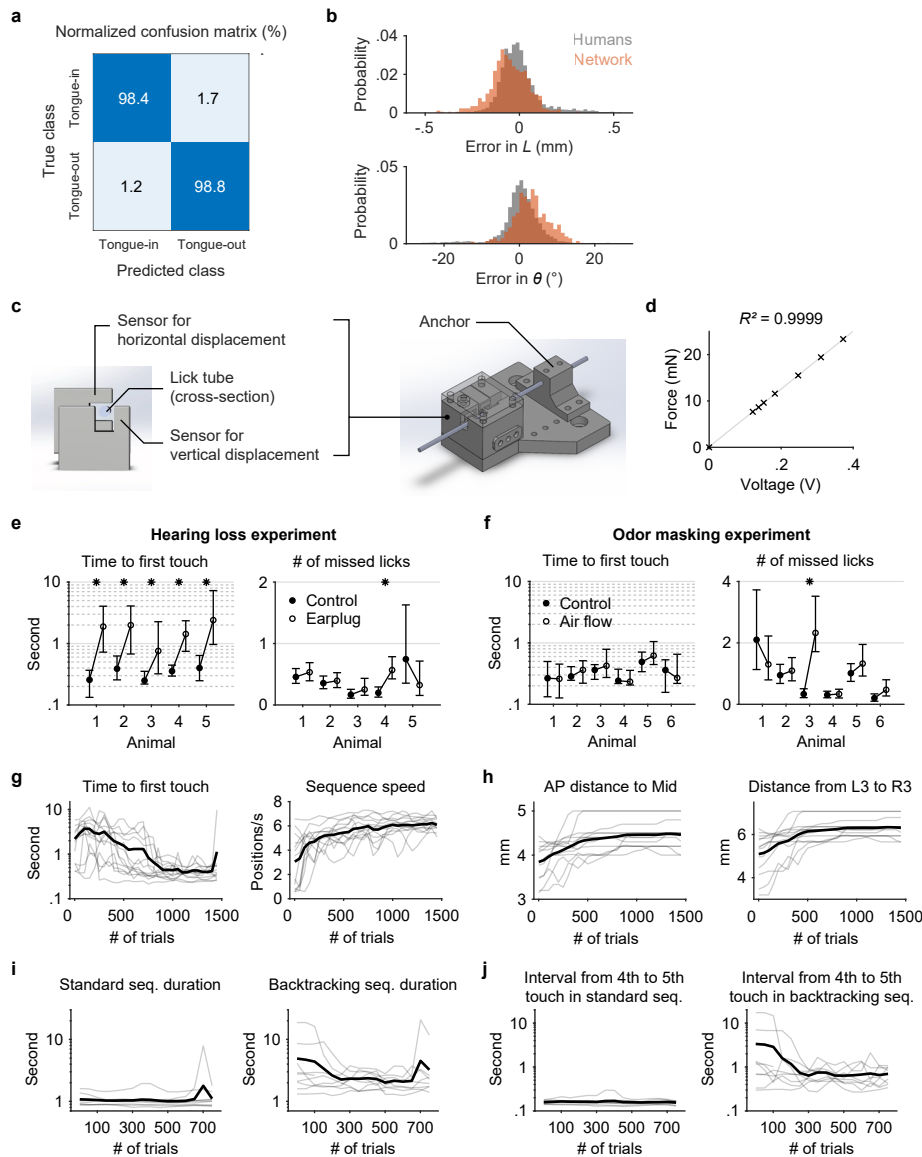 a
Normalized confusion matrix (%)
True class
Tongue-in
Tongue-out
98.4
1.7
1.2
98.8
Tongue-in
Tongue-out
Predicted class
b
Humans
Network
Probability
.04
.02
0
-.5
0
.5
Error in L (mm)
Probability
.05
0
-20
0
20
Error in θ (°)
c
Sensor for
horizontal displacement
Lick tube
(cross-section)
Sensor for
vertical displacement
Anchor
d
R² = 0.9999
Force (mN)
20
10
0
0
.2
.4
Voltage (V)
e
Hearing loss experiment
Time to first touch
Second
10
1
.1
* * * * *
1 2 3 4 5
Animal
# of missed licks
2
1
0
*
Control
Earplug
1 2 3 4 5
Animal
f
Odor masking experiment
Time to first touch
Second
10
1
.1
Control
Air flow
1 2 3 4 5 6
Animal
# of missed licks
4
2
0
*
1 2 3 4 5 6
Animal
g
Time to first touch
Second
10
1
.1
0 500 1000 1500
# of trials
Sequence speed
Positions/s
8
6
4
2
0
0 500 1000 1500
# of trials
h
AP distance to Mid
mm
5
4
3
0 500 1000 1500
# of trials
Distance from L3 to R3
mm
6
4
0 500 1000 1500
# of trials
i
Standard seq. duration
Second
10
1
100 300 500 700
# of trials
Backtracking seq. duration
Second
10
1
100 300 500 700
# of trials
j
Interval from 4th to 5th
touch in standard seq.
Second
10
1
.1
100 300 500 700
# of trials
Interval from 4th to 5th
touch in backtracking seq.
Second
10
1
.1
100 300 500 700
# of trials